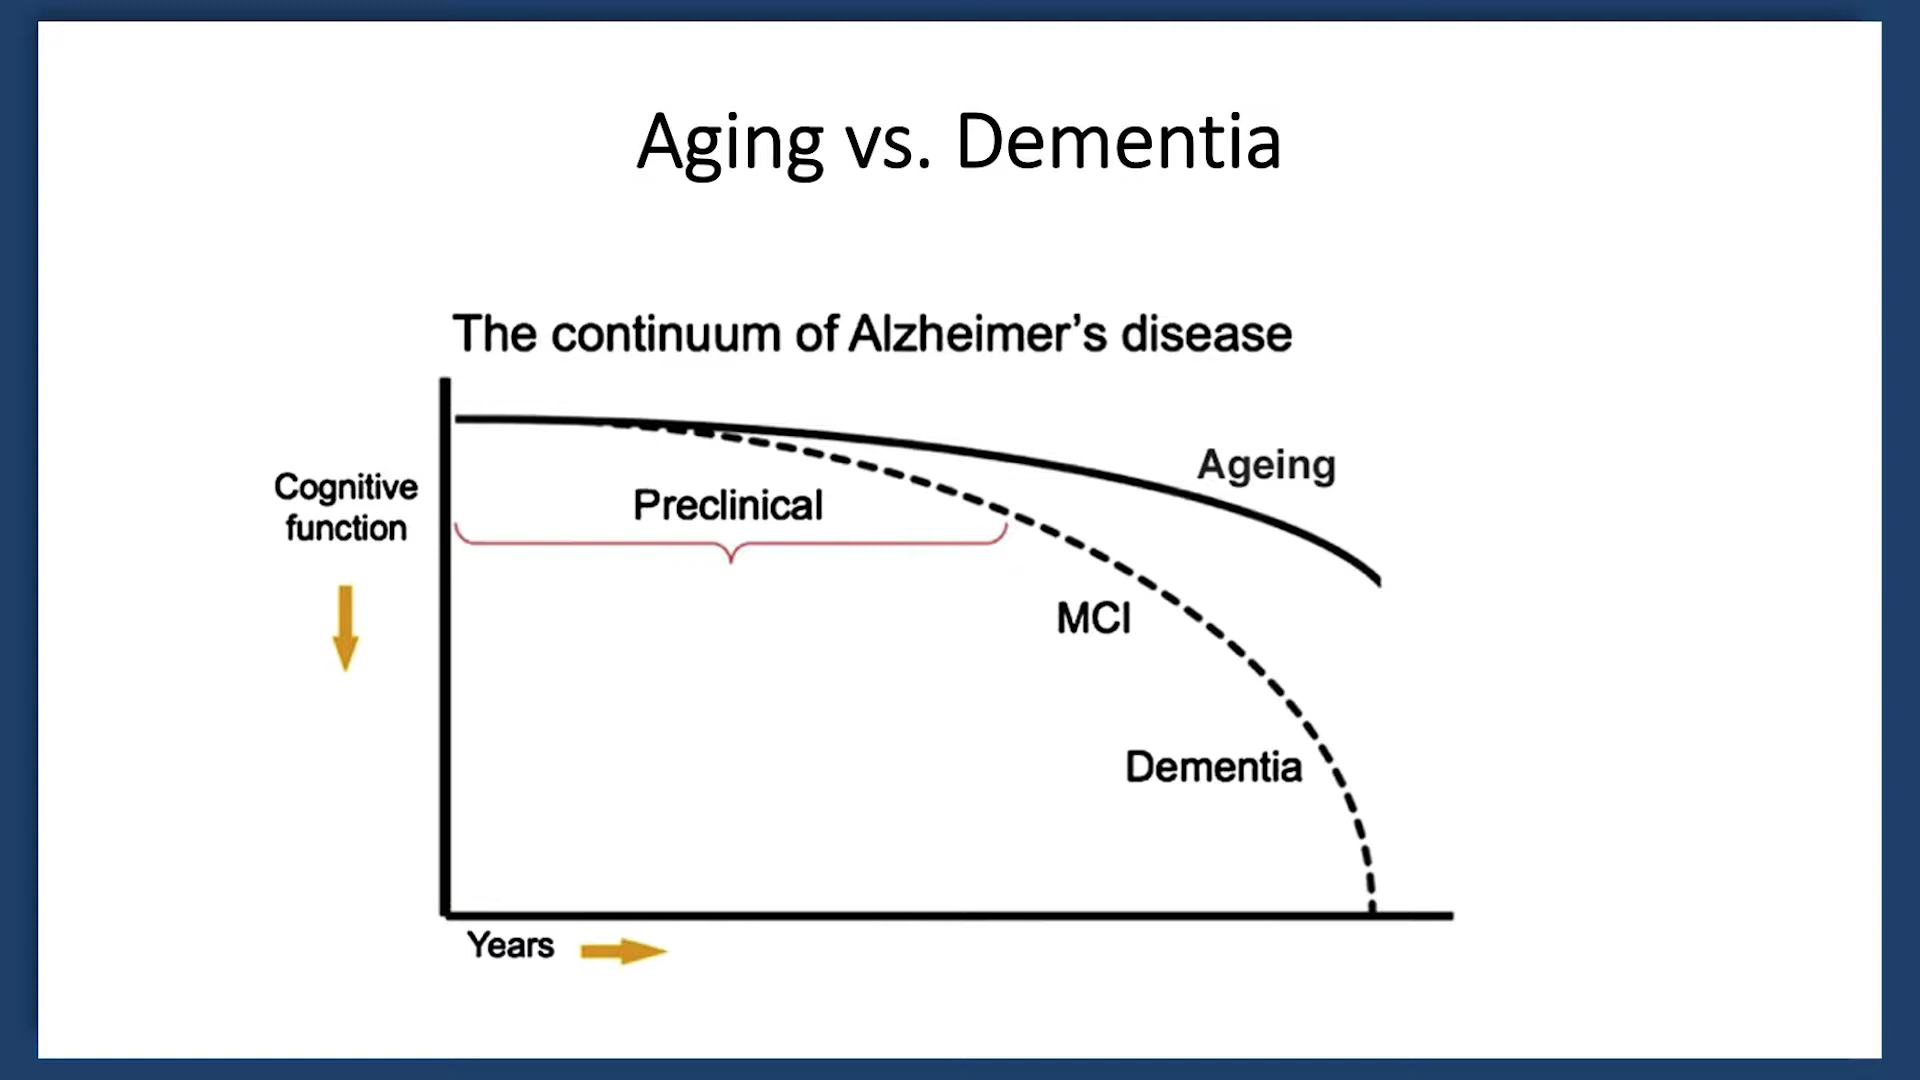 Aging vs. Dementia
The continuum of Alzheimer’s disease
Ageing
Cognitive
function
Preclinical
MCI
Dementia
Years